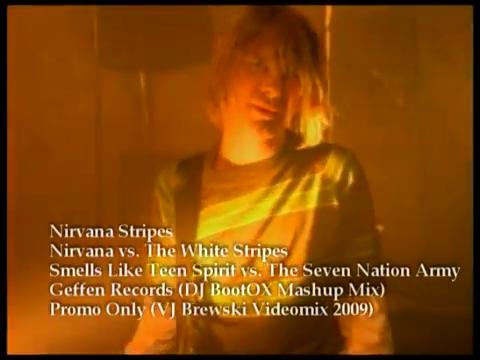 Nirvana Stripes
Nirvana vs. The White Stripes
Smells Like Teen Spirit vs. The Seven Nation Army
Geffen Records (DJ BootOX Mashup Mix)
Promo Only (VJ Brewski Videomix 2009)